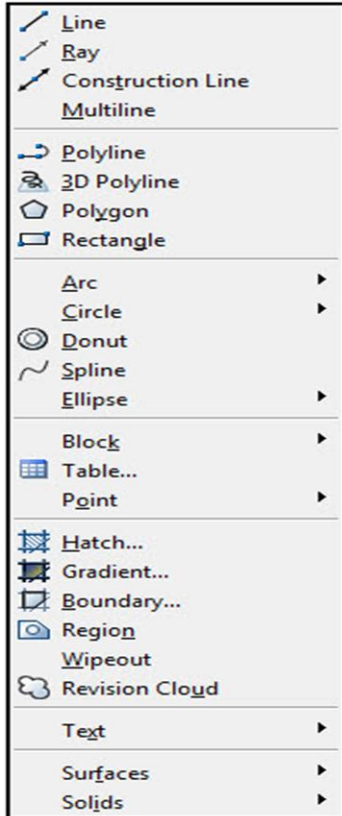 Line
Ray
Construction Line
Multiline
Polyline
3D Polyline
Polygon
Rectangle
Arc
Circle
Donut
Spline
Ellipse
Block
Table...
Point
Hatch...
Gradient...
Boundary...
Region
Wipeout
Revision Cloud
Text
Surfaces
Solids